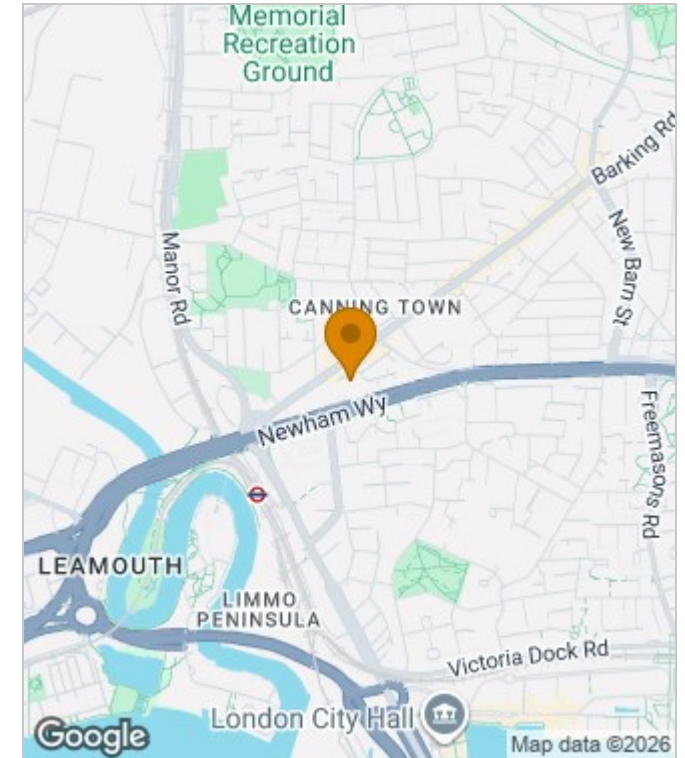 Memorial
Recreation
Ground
Barking Rd
New Barn St
Manor Rd
CANNING TOWN
Newham Wy
Freemasons Rd
LEAMOUTH
LIMMO
PENINSULA
Victoria Dock Rd
London City Hall
Google
Map data ©2026